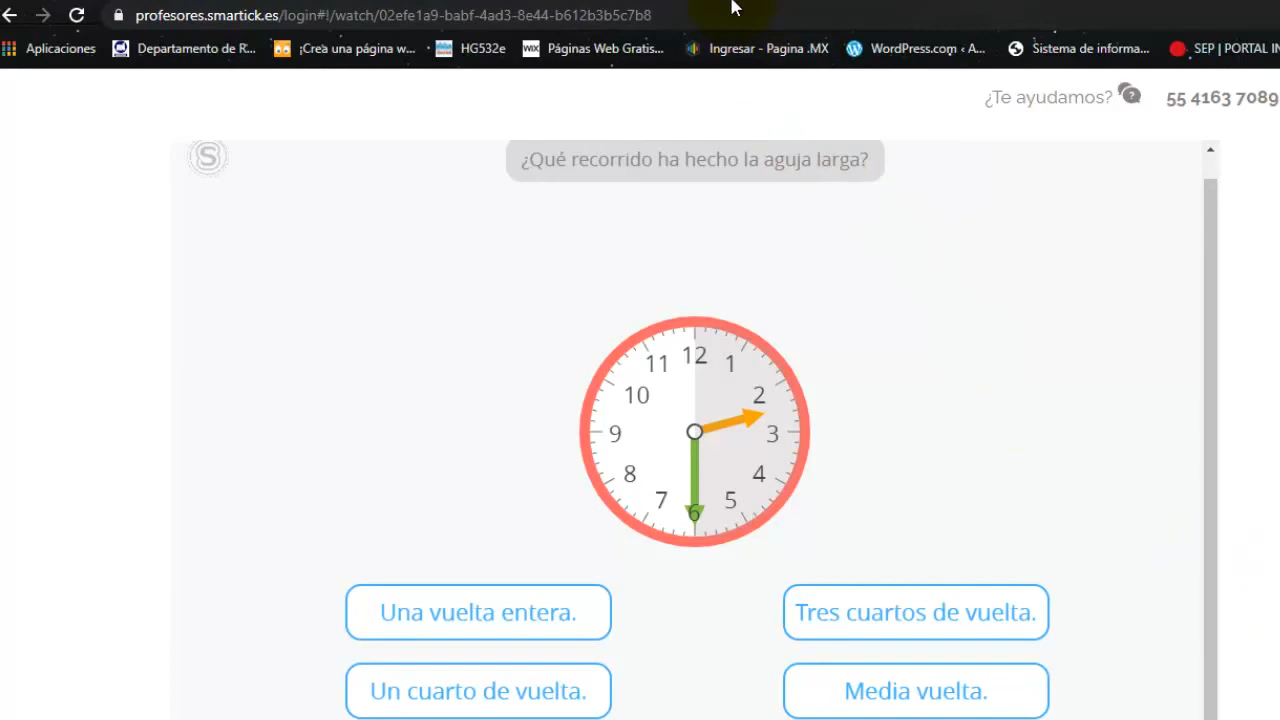 profesores.smartick.es/login#!/watch/02efe1a9-babf-4ad3-8e44-b612b3b5c7b8
Aplicaciones Departamento de R... ¡Crea una página w... HG532e WIX Páginas Web Gratis... Ingresar - Pagina .MX WordPress.com ‹ A... Sistema de informa... SEP | PORTAL IN
¿Te ayudamos? ? 55 4163 7089
S
¿Qué recorrido ha hecho la aguja larga?
12
11 1
10 2
9 3
8 4
7 5
6
Una vuelta entera. Tres cuartos de vuelta.
Un cuarto de vuelta. Media vuelta.